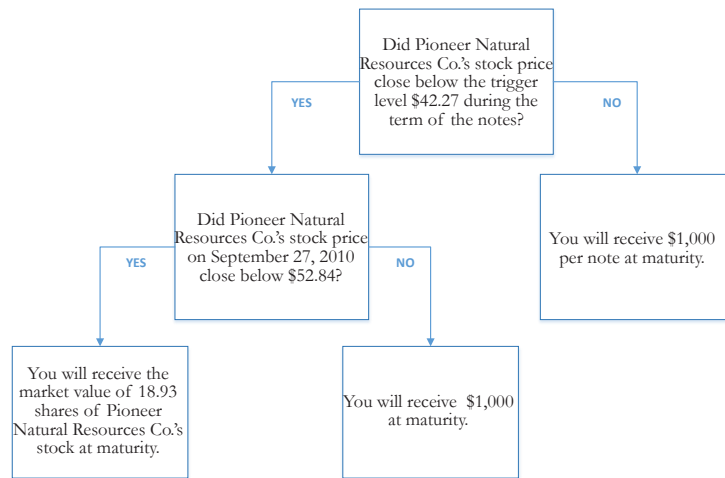 Did Pioneer Natural
Resources Co.'s stock price
close below the trigger
level $42.27 during the
term of the notes?
YES
NO
Did Pioneer Natural
Resources Co.'s stock price
on September 27, 2010
close below $52.84?
You will receive $1,000
per note at maturity.
YES
NO
You will receive the
market value of 18.93
shares of Pioneer
Natural Resources Co.'s
stock at maturity.
You will receive $1,000
at maturity.